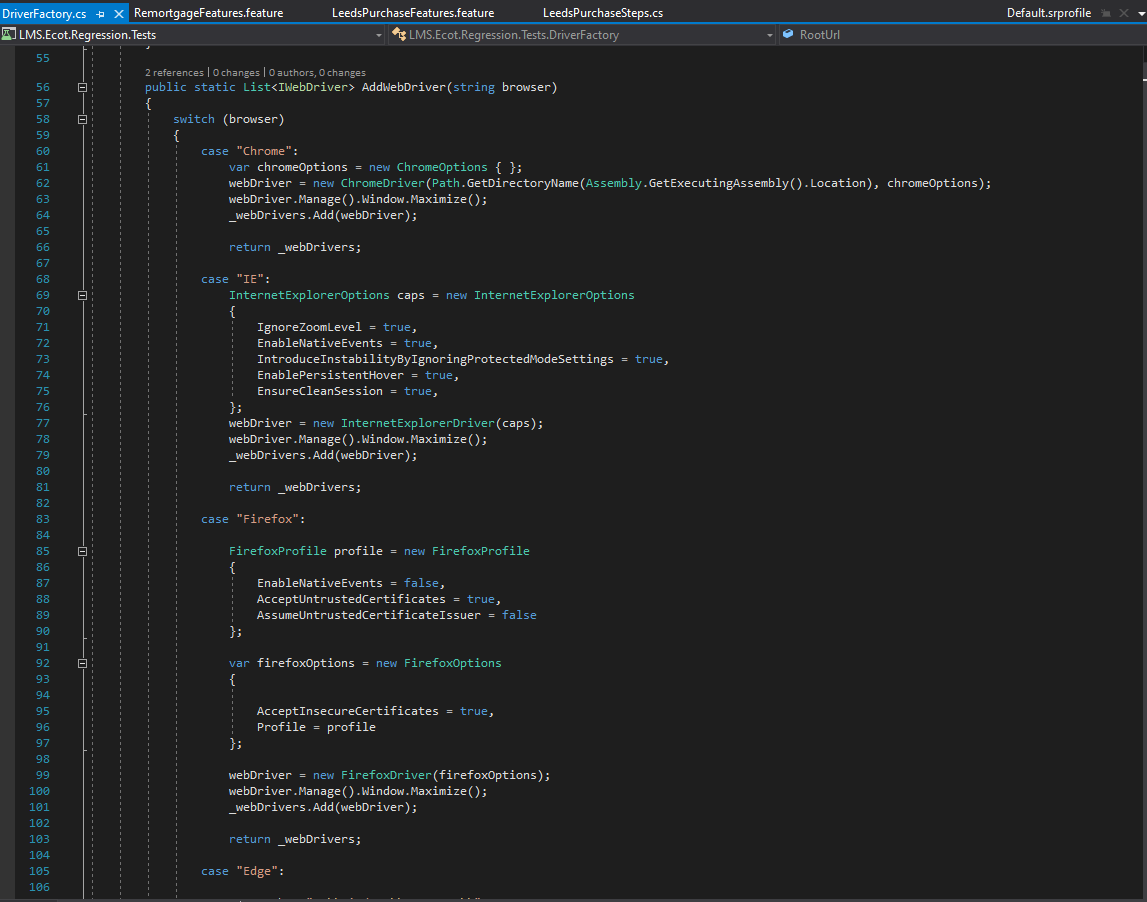 DriverFactory.cs RemortgageFeatures.feature LeedsPurchaseFeatures.feature LeedsPurchaseSteps.cs Default.srprofile
LMS.Ecot.Regression.Tests LMS.Ecot.Regression.Tests.DriverFactory RootUrl
55
2 references | 0 changes | 0 authors, 0 changes
56 public static List<IWebDriver> AddWebDriver(string browser)
57 {
58 switch (browser)
59 {
60 case "Chrome":
61 var chromeOptions = new ChromeOptions { };
62 webDriver = new ChromeDriver(Path.GetDirectoryName(Assembly.GetExecutingAssembly().Location), chromeOptions);
63 webDriver.Manage().Window.Maximize();
64 _webDrivers.Add(webDriver);
65
66 return _webDrivers;
67
68 case "IE":
69 InternetExplorerOptions caps = new InternetExplorerOptions
70 {
71 IgnoreZoomLevel = true,
72 EnableNativeEvents = true,
73 IntroduceInstabilityByIgnoringProtectedModeSettings = true,
74 EnablePersistentHover = true,
75 EnsureCleanSession = true,
76 };
77 webDriver = new InternetExplorerDriver(caps);
78 webDriver.Manage().Window.Maximize();
79 _webDrivers.Add(webDriver);
80
81 return _webDrivers;
82
83 case "Firefox":
84
85 FirefoxProfile profile = new FirefoxProfile
86 {
87 EnableNativeEvents = false,
88 AcceptUntrustedCertificates = true,
89 AssumeUntrustedCertificateIssuer = false
90 };
91
92 var firefoxOptions = new FirefoxOptions
93 {
94
95 AcceptInsecureCertificates = true,
96 Profile = profile
97 };
98
99 webDriver = new FirefoxDriver(firefoxOptions);
100 webDriver.Manage().Window.Maximize();
101 _webDrivers.Add(webDriver);
102
103 return _webDrivers;
104
105 case "Edge":
106